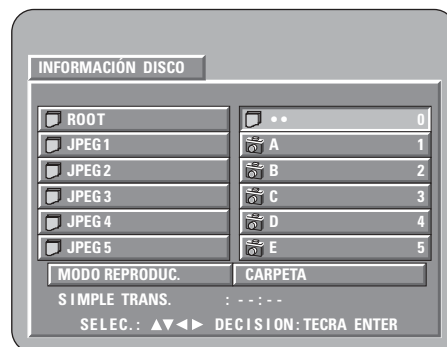 INFORMACIÓN DISCO
ROOT
•• 0
JPEG1
A 1
JPEG2
B 2
JPEG3
C 3
JPEG4
D 4
JPEG5
E 5
MODO REPRODUC. CARPETA
SIMPLE TRANS. :--:--
SELEC.: ▲▼◄► DECISION:TECRA ENTER